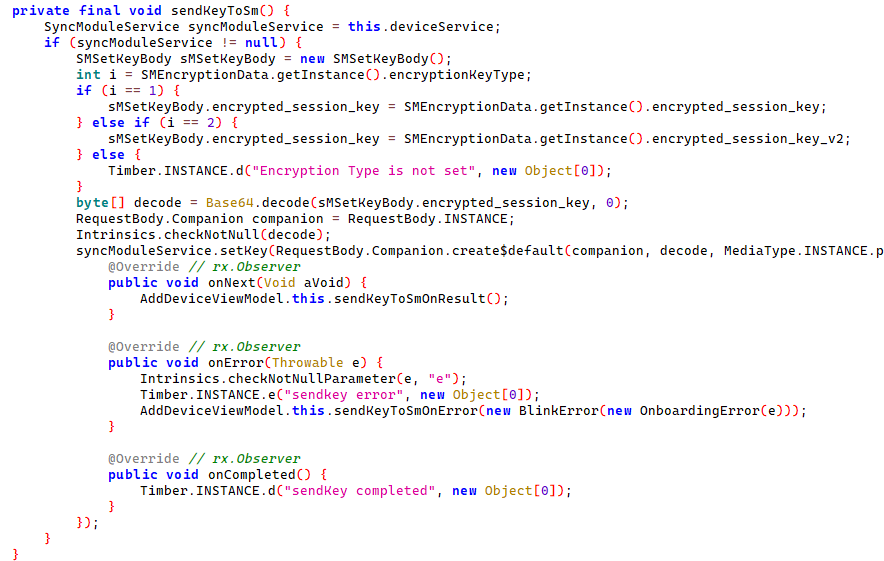 private final void sendKeyToSm() {
    SyncModuleService syncModuleService = this.deviceService;
    if (syncModuleService != null) {
        SMSetKeyBody sMSetKeyBody = new SMSetKeyBody();
        int i = SMEncryptionData.getInstance().encryptionKeyType;
        if (i == 1) {
            sMSetKeyBody.encrypted_session_key = SMEncryptionData.getInstance().encrypted_session_key;
        } else if (i == 2) {
            sMSetKeyBody.encrypted_session_key = SMEncryptionData.getInstance().encrypted_session_key_v2;
        } else {
            Timber.INSTANCE.d("Encryption Type is not set", new Object[0]);
        }
        byte[] decode = Base64.decode(sMSetKeyBody.encrypted_session_key, 0);
        RequestBody.Companion companion = RequestBody.INSTANCE;
        Intrinsics.checkNotNull(decode);
        syncModuleService.setKey(RequestBody.Companion.create$default(companion, decode, MediaType.INSTANCE.p
            @Override // rx.Observer
            public void onNext(Void aVoid) {
                AddDeviceViewModel.this.sendKeyToSmOnResult();
            }

            @Override // rx.Observer
            public void onError(Throwable e) {
                Intrinsics.checkNotNullParameter(e, "e");
                Timber.INSTANCE.e("sendkey error", new Object[0]);
                AddDeviceViewModel.this.sendKeyToSmOnError(new BlinkError(new OnboardingError(e)));
            }

            @Override // rx.Observer
            public void onCompleted() {
                Timber.INSTANCE.d("sendKey completed", new Object[0]);
            }
        });
    }
}